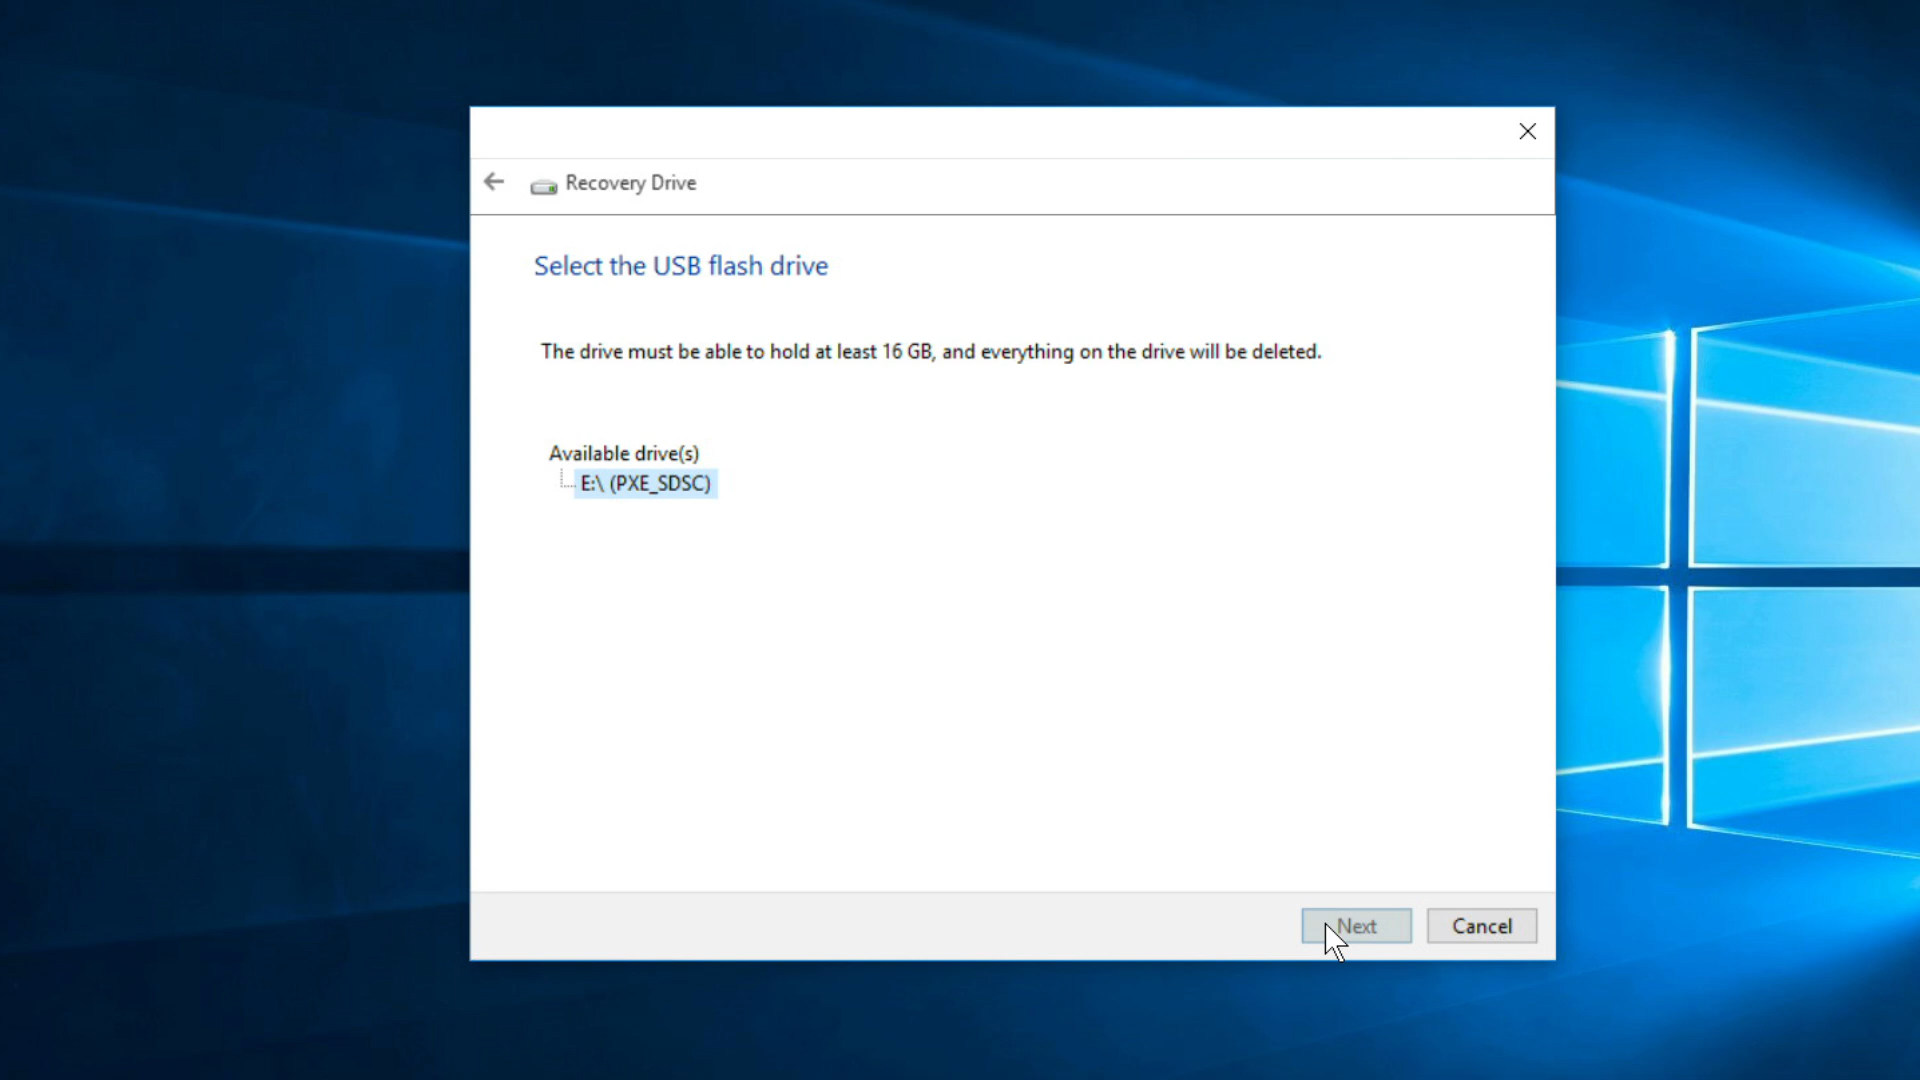 Recovery Drive
Select the USB flash drive
The drive must be able to hold at least 16 GB, and everything on the drive will be deleted.
Available drive(s)
E:\ (PXE_SDSC)
Next
Cancel